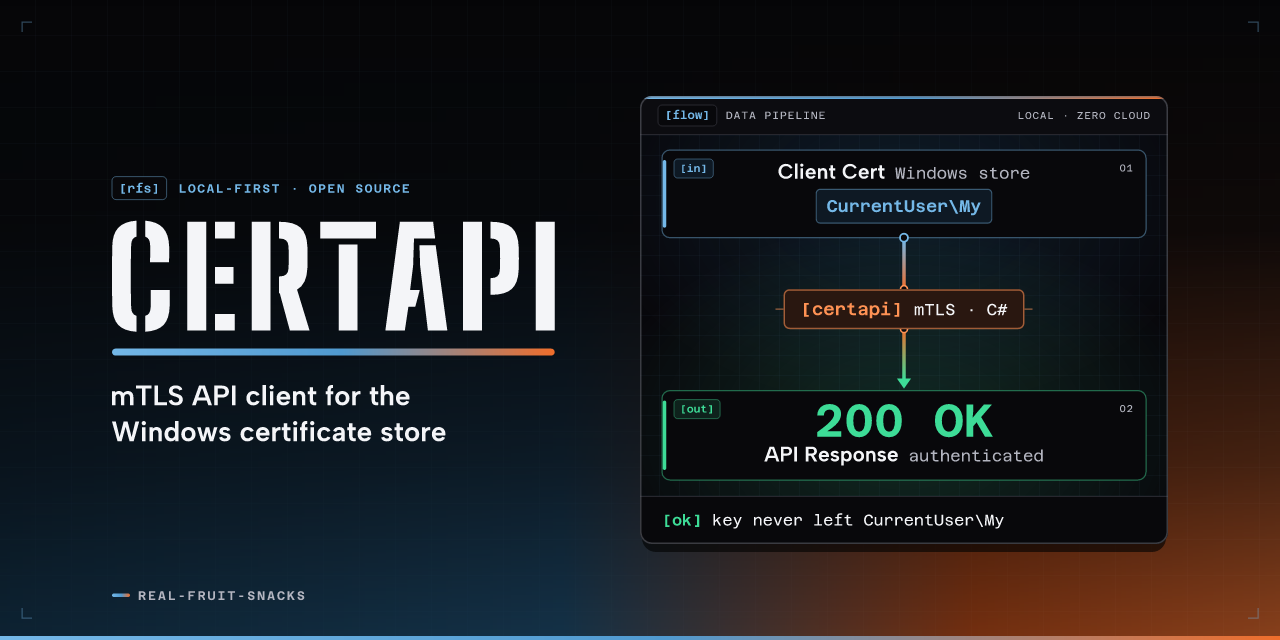 [rfs] LOCAL-FIRST · OPEN SOURCE
CERTAPI
mTLS API client for the
Windows certificate store
REAL-FRUIT-SNACKS
[flow] DATA PIPELINE LOCAL · ZERO CLOUD
[in] Client Cert Windows store 01
CurrentUser\My
[certapi] mTLS · C#
[out] 200 OK 02
API Response authenticated
[ok] key never left CurrentUser\My